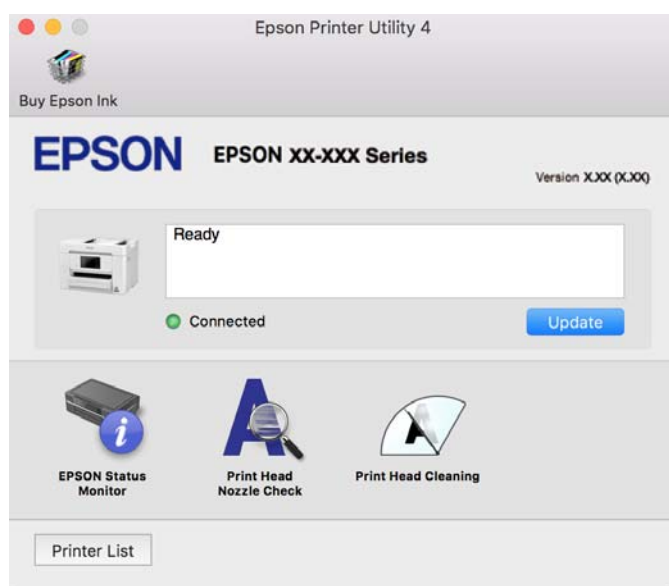 Epson Printer Utility 4
Buy Epson Ink
EPSON
EPSON XX-XXX Series
Version X.XX (X.XX)
Ready
Connected
Update
EPSON Status
Monitor
Print Head
Nozzle Check
Print Head Cleaning
Printer List